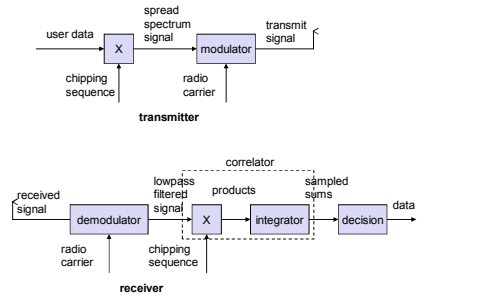 spread
spectrum
signal
transmit
signal
user data
X
modulator
chipping
sequence
radio
carrier
transmitter
correlator
lowpass
filtered
signal
products
sampled
sums
received
signal
data
demodulator
X
integrator
decision
radio
carrier
chipping
sequence
receiver